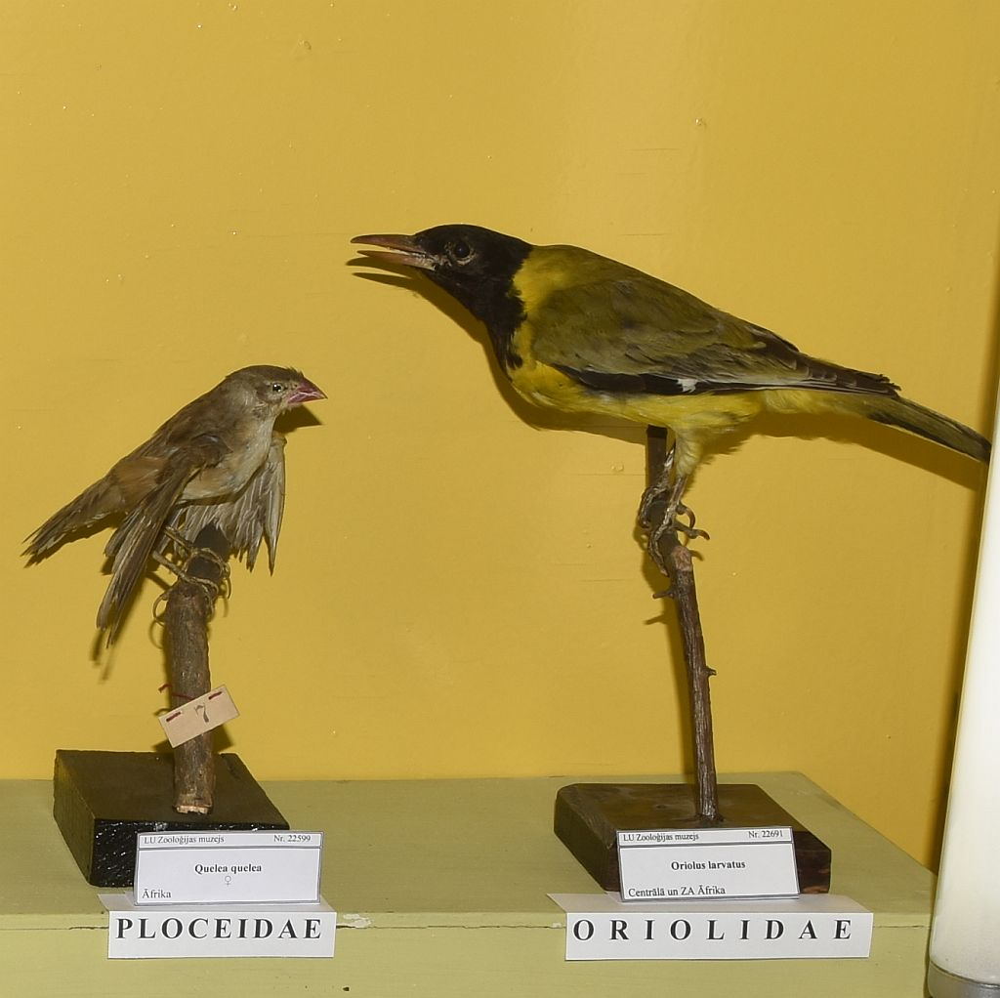 7
LU Zooloģijas muzejs Nr. 22599
Quelea quelea
♀
Āfrika
PLOCEIDAE
LU Zooloģijas muzejs Nr. 22691
Oriolus larvatus
Centrālā un ZA Āfrika
ORIOLIDAE